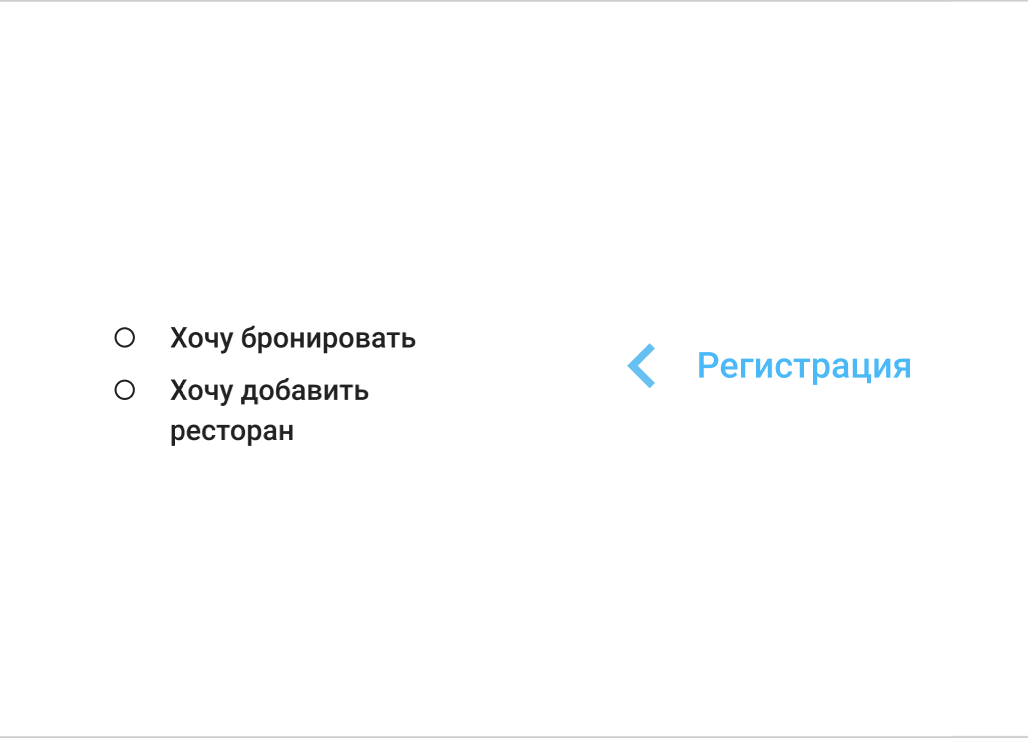 Хочу бронировать
Хочу добавить
ресторан
Регистрация